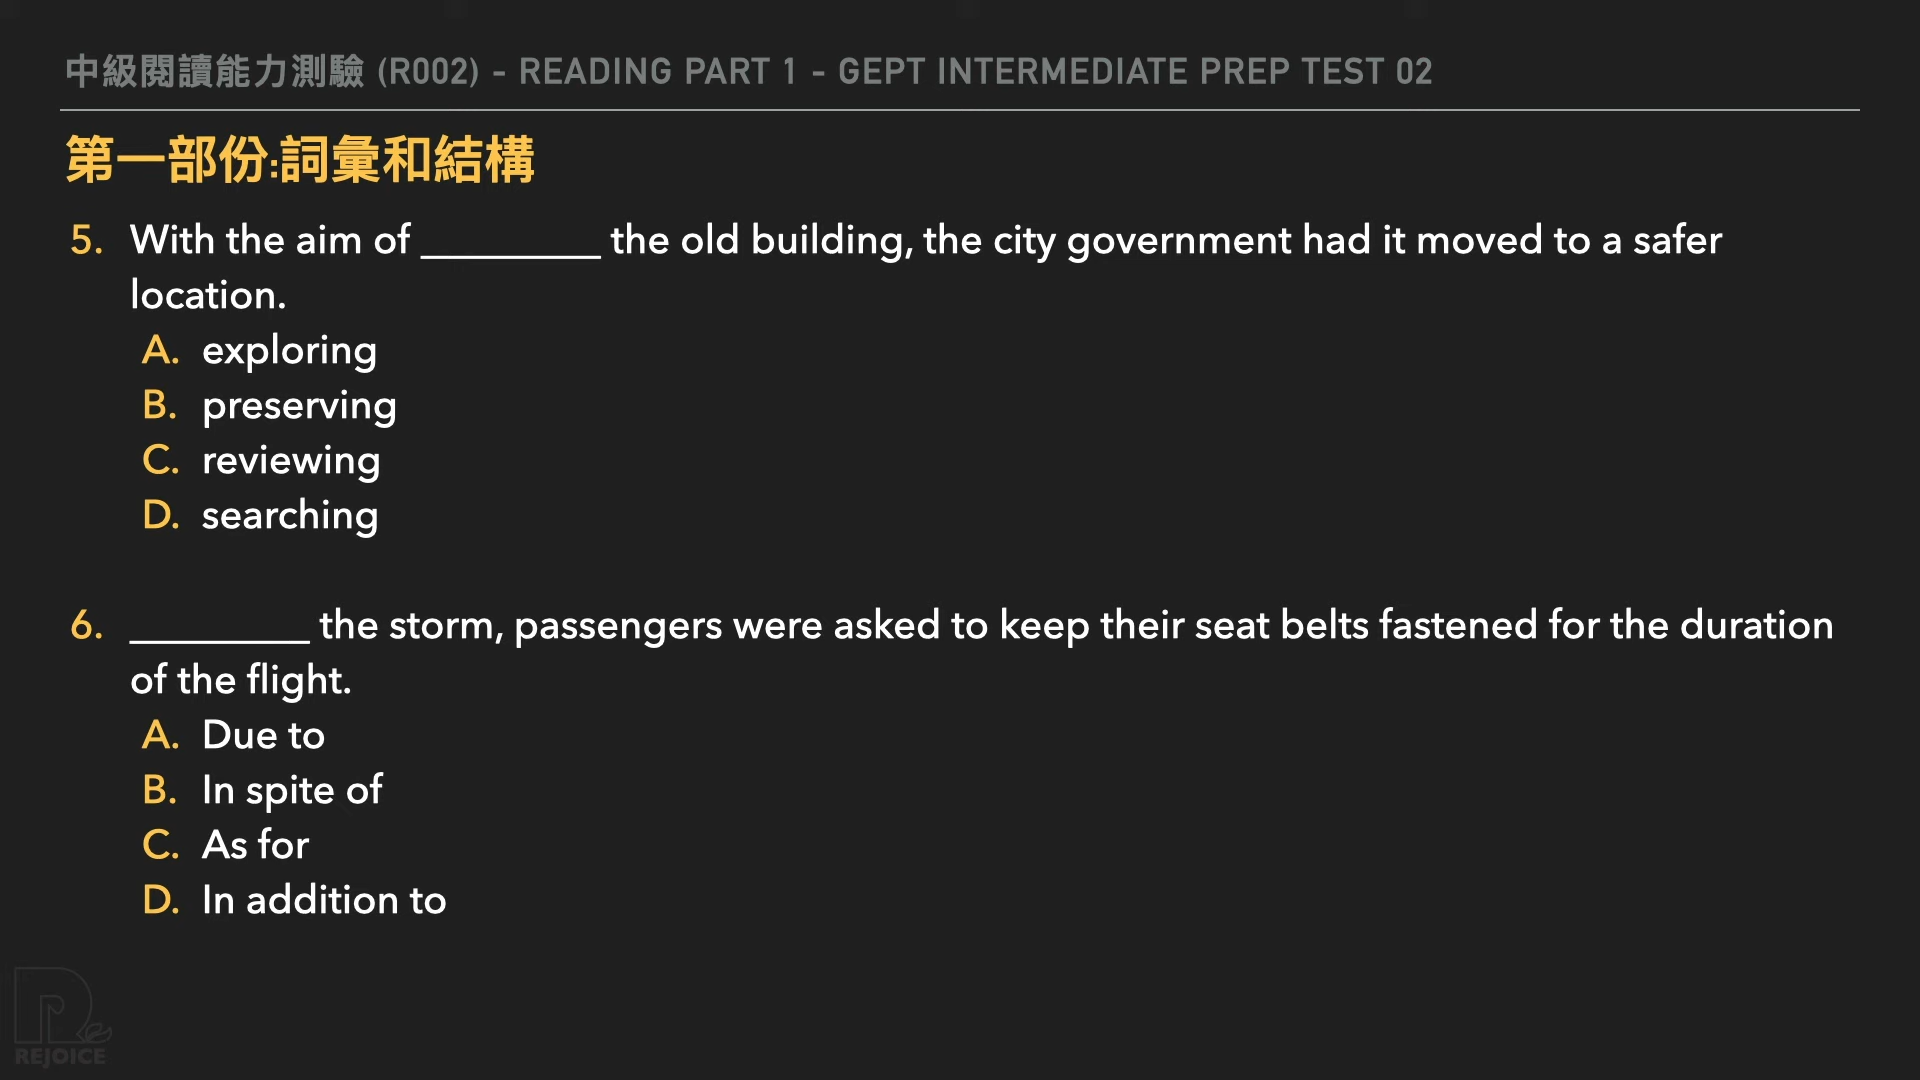 中級閱讀能力測驗 (R002) - READING PART 1 - GEPT INTERMEDIATE PREP TEST 02
第一部份:詞彙和結構
5. With the aim of _________ the old building, the city government had it moved to a safer
location.
A. exploring
B. preserving
C. reviewing
D. searching
6. _________ the storm, passengers were asked to keep their seat belts fastened for the duration
of the flight.
A. Due to
B. In spite of
C. As for
D. In addition to
REJOICE